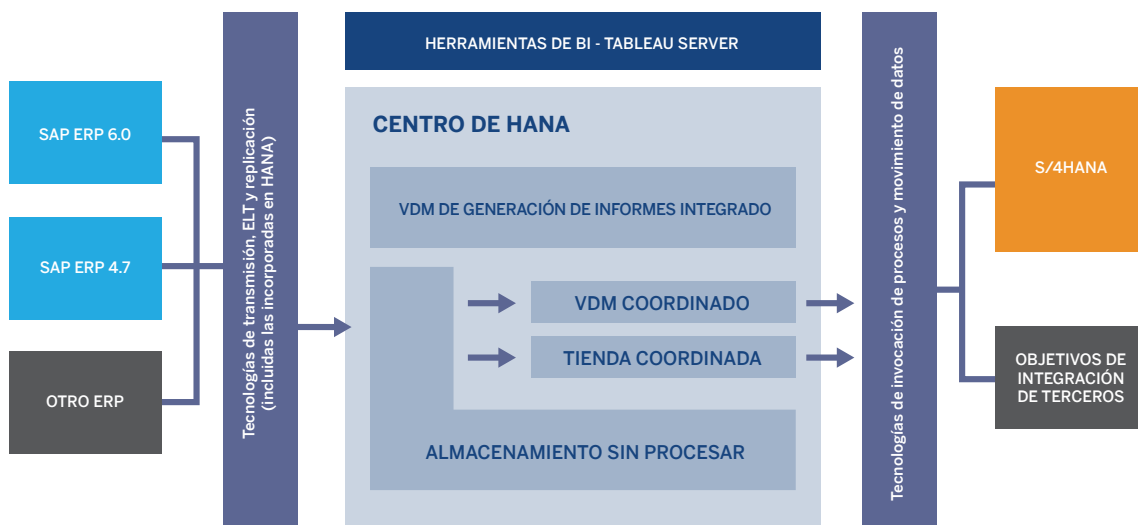 SAP ERP 6.0
SAP ERP 4.7
OTRO ERP
Tecnologías de transmisión, ELT y replicación
(incluidas las incorporadas en HANA)
HERRAMIENTAS DE BI - TABLEAU SERVER
CENTRO DE HANA
VDM DE GENERACIÓN DE INFORMES INTEGRADO
VDM COORDINADO
TIENDA COORDINADA
ALMACENAMIENTO SIN PROCESAR
Tecnologías de invocación de procesos y movimiento de datos
S/4HANA
OBJETIVOS DE
INTEGRACIÓN
DE TERCEROS